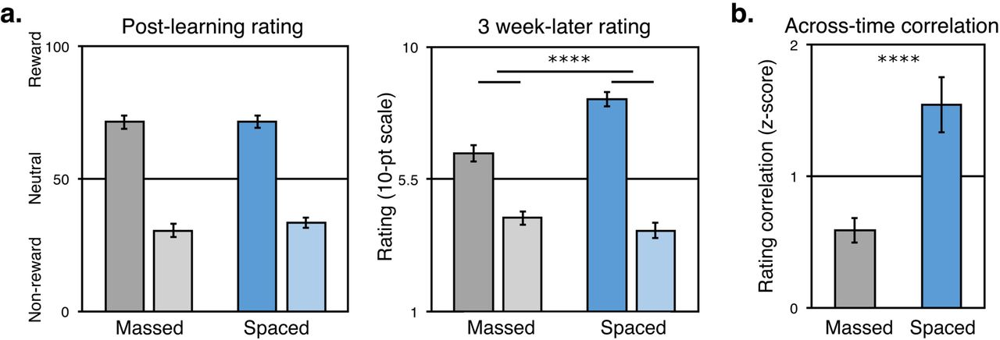 a.
Post-learning rating
Reward
Neutral
Non-reward
100
50
0
Massed
Spaced
3 week-later rating
Rating (10-pt scale)
10
5.5
1
****
Massed
Spaced
b.
Across-time correlation
Rating correlation (z-score)
2
1
0
****
Massed
Spaced